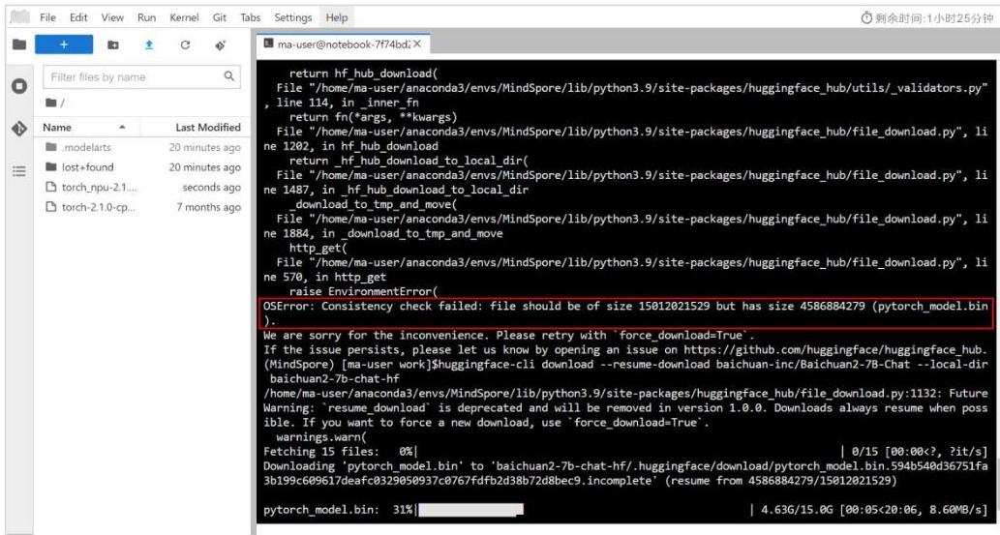 File Edit View Run Kernel Git Tabs Settings Help
剩余时间:1小时25分钟
ma-user@notebook-7f74bd2
Filter files by name
/
Name Last Modified
.modelarts 20 minutes ago
lost+found 20 minutes ago
torch_npu-2.1.... seconds ago
torch-2.1.0-cp... 7 months ago
return hf_hub_download(
File "/home/ma-user/anaconda3/envs/MindSpore/lib/python3.9/site-packages/huggingface_hub/utils/_validators.py"
, line 114, in _inner_fn
return fn(*args, **kwargs)
File "/home/ma-user/anaconda3/envs/MindSpore/lib/python3.9/site-packages/huggingface_hub/file_download.py", li
ne 1202, in hf_hub_download
return _hf_hub_download_to_local_dir(
File "/home/ma-user/anaconda3/envs/MindSpore/lib/python3.9/site-packages/huggingface_hub/file_download.py", li
ne 1487, in _hf_hub_download_to_local_dir
_download_to_tmp_and_move(
File "/home/ma-user/anaconda3/envs/MindSpore/lib/python3.9/site-packages/huggingface_hub/file_download.py", li
ne 1884, in _download_to_tmp_and_move
http_get(
File "/home/ma-user/anaconda3/envs/MindSpore/lib/python3.9/site-packages/huggingface_hub/file_download.py", li
ne 570, in http_get
raise EnvironmentError(
OSError: Consistency check failed: file should be of size 15012021529 but has size 4586884279 (pytorch_model.bin
).
We are sorry for the inconvenience. Please retry with `force_download=True`.
If the issue persists, please let us know by opening an issue on https://github.com/huggingface/huggingface_hub.
(MindSpore) [ma-user work]$huggingface-cli download --resume-download baichuan-inc/Baichuan2-7B-Chat --local-dir
baichuan2-7b-chat-hf
/home/ma-user/anaconda3/envs/MindSpore/lib/python3.9/site-packages/huggingface_hub/file_download.py:1132: Future
Warning: `resume_download` is deprecated and will be removed in version 1.0.0. Downloads always resume when poss
ible. If you want to force a new download, use `force_download=True`.
warnings.warn(
Fetching 15 files: 0%| | 0/15 [00:00<?, ?it/s]
Downloading 'pytorch_model.bin' to 'baichuan2-7b-chat-hf/.huggingface/download/pytorch_model.bin.594b540d36751fa
3b199c609617deafc0329050937c0767fdfb2d38b72d8bec9.incomplete' (resume from 4586884279/15012021529)
pytorch_model.bin: 31%| | 4.63G/15.0G [00:05<20:06, 8.60MB/s]